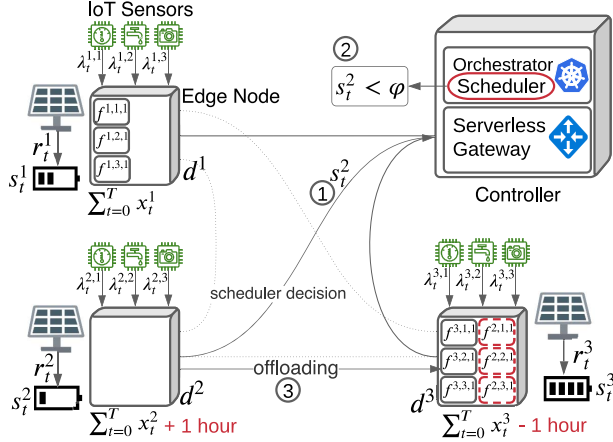 IoT Sensors
λ_t^{1,1} λ_t^{1,2} λ_t^{1,3}
Edge Node
r_t^1
s_t^1
f^{1,1,1}
f^{1,2,1}
f^{1,3,1}
d^1
∑_{t=0}^T x_t^1
②
s_t^2 < φ
Orchestrator
Scheduler
Serverless
Gateway
Controller
① s_t^2
λ_t^{2,1} λ_t^{2,2} λ_t^{2,3}
scheduler decision
r_t^2
s_t^2
offloading
③
d^2
∑_{t=0}^T x_t^2 + 1 hour
λ_t^{3,1} λ_t^{3,2} λ_t^{3,3}
f^{3,1,1} f^{2,1,1}
f^{3,2,1} f^{2,2,1}
f^{3,3,1} f^{2,3,1}
d^3
r_t^3
s_t^3
∑_{t=0}^T x_t^3 - 1 hour